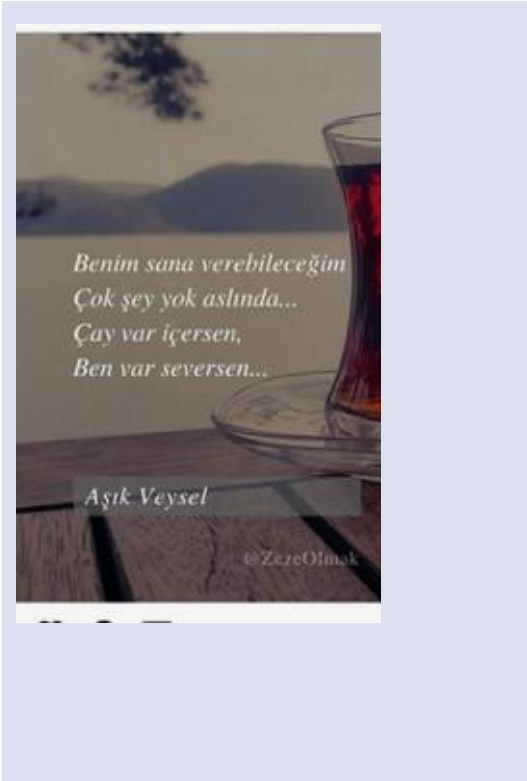 Benim sana verebileceğim
Çok şey yok aslında...
Çay var içersen,
Ben var seversen...
Aşık Veysel
@ZezeOlmak